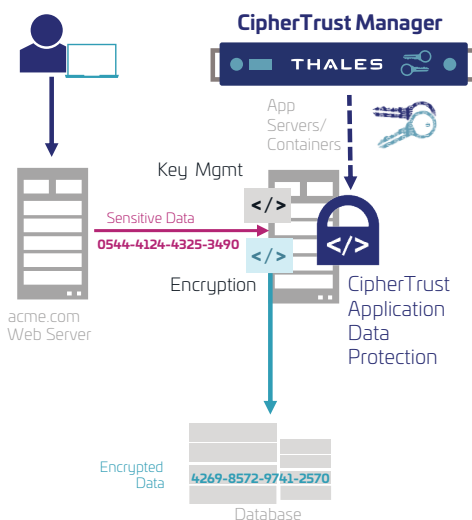 CipherTrust Manager
THALES
App
Servers/
Containers
Key Mgmt
</>
Sensitive Data
0544-4124-4325-3490
</>
</>
Encryption
CipherTrust
Application
Data
Protection
acme.com
Web Server
Encrypted
Data
4269-8572-9741-2570
Database